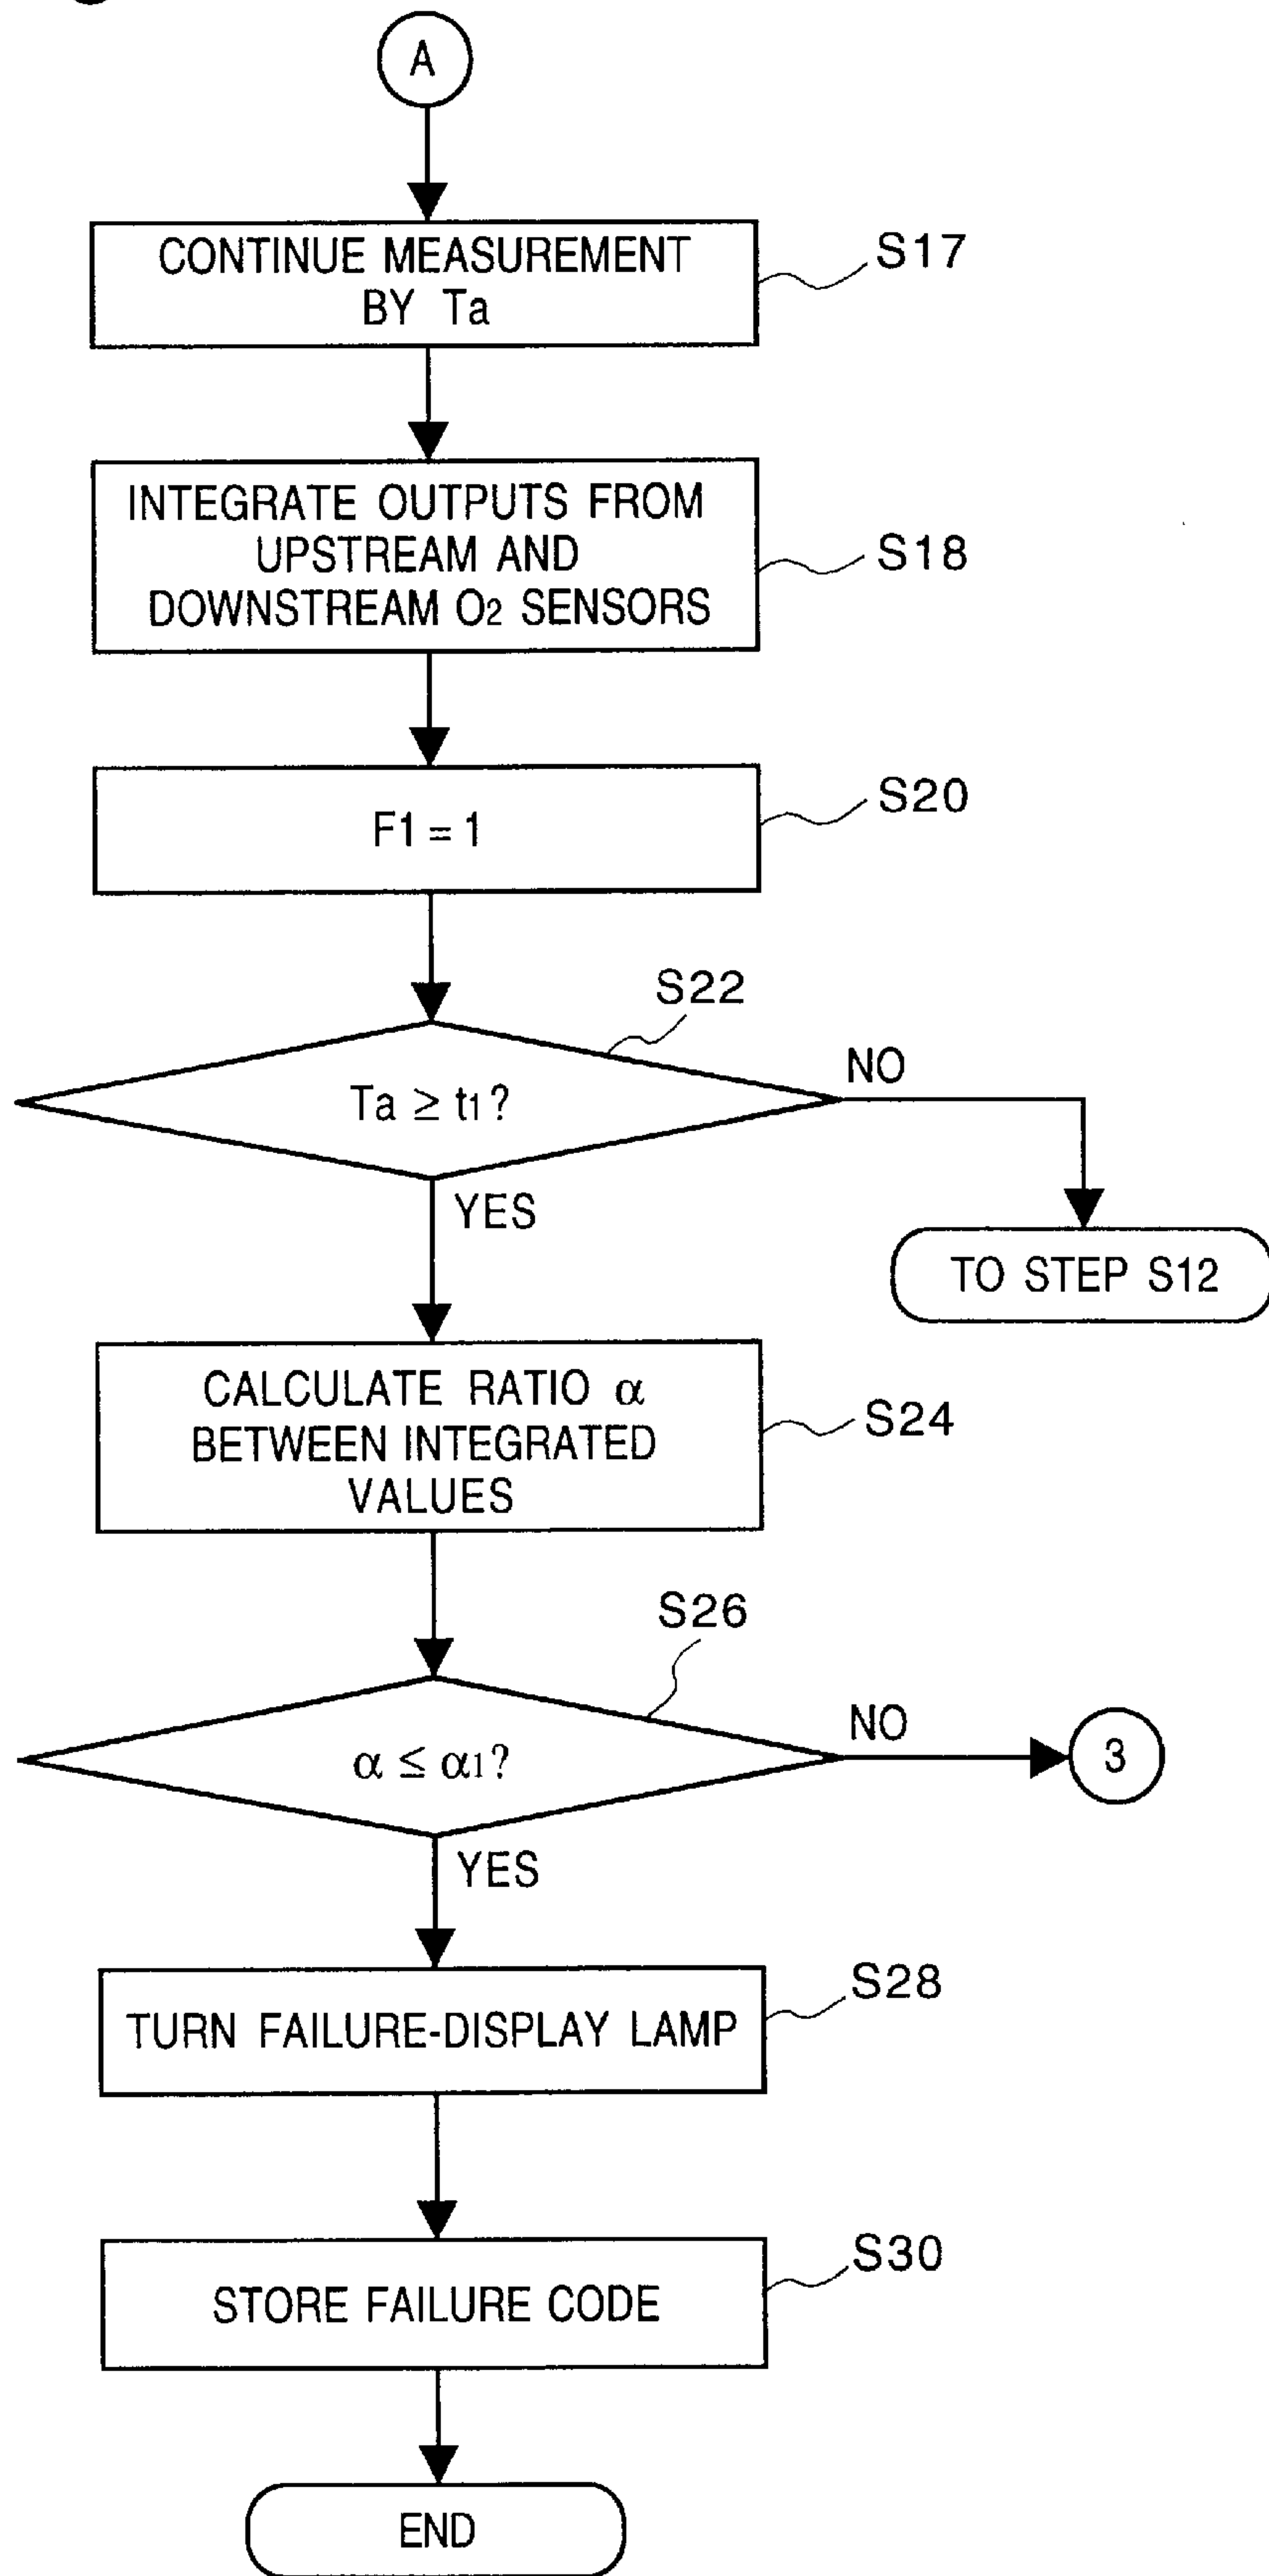 A
CONTINUE MEASUREMENT
BY Ta
S17
INTEGRATE OUTPUTS FROM
UPSTREAM AND
DOWNSTREAM O2 SENSORS
S18
F1 = 1
S20
S22
Ta ≥ t1?
NO
YES
TO STEP S12
CALCULATE RATIO α
BETWEEN INTEGRATED
VALUES
S24
S26
α ≤ α1?
NO
3
YES
TURN FAILURE-DISPLAY LAMP
S28
STORE FAILURE CODE
S30
END